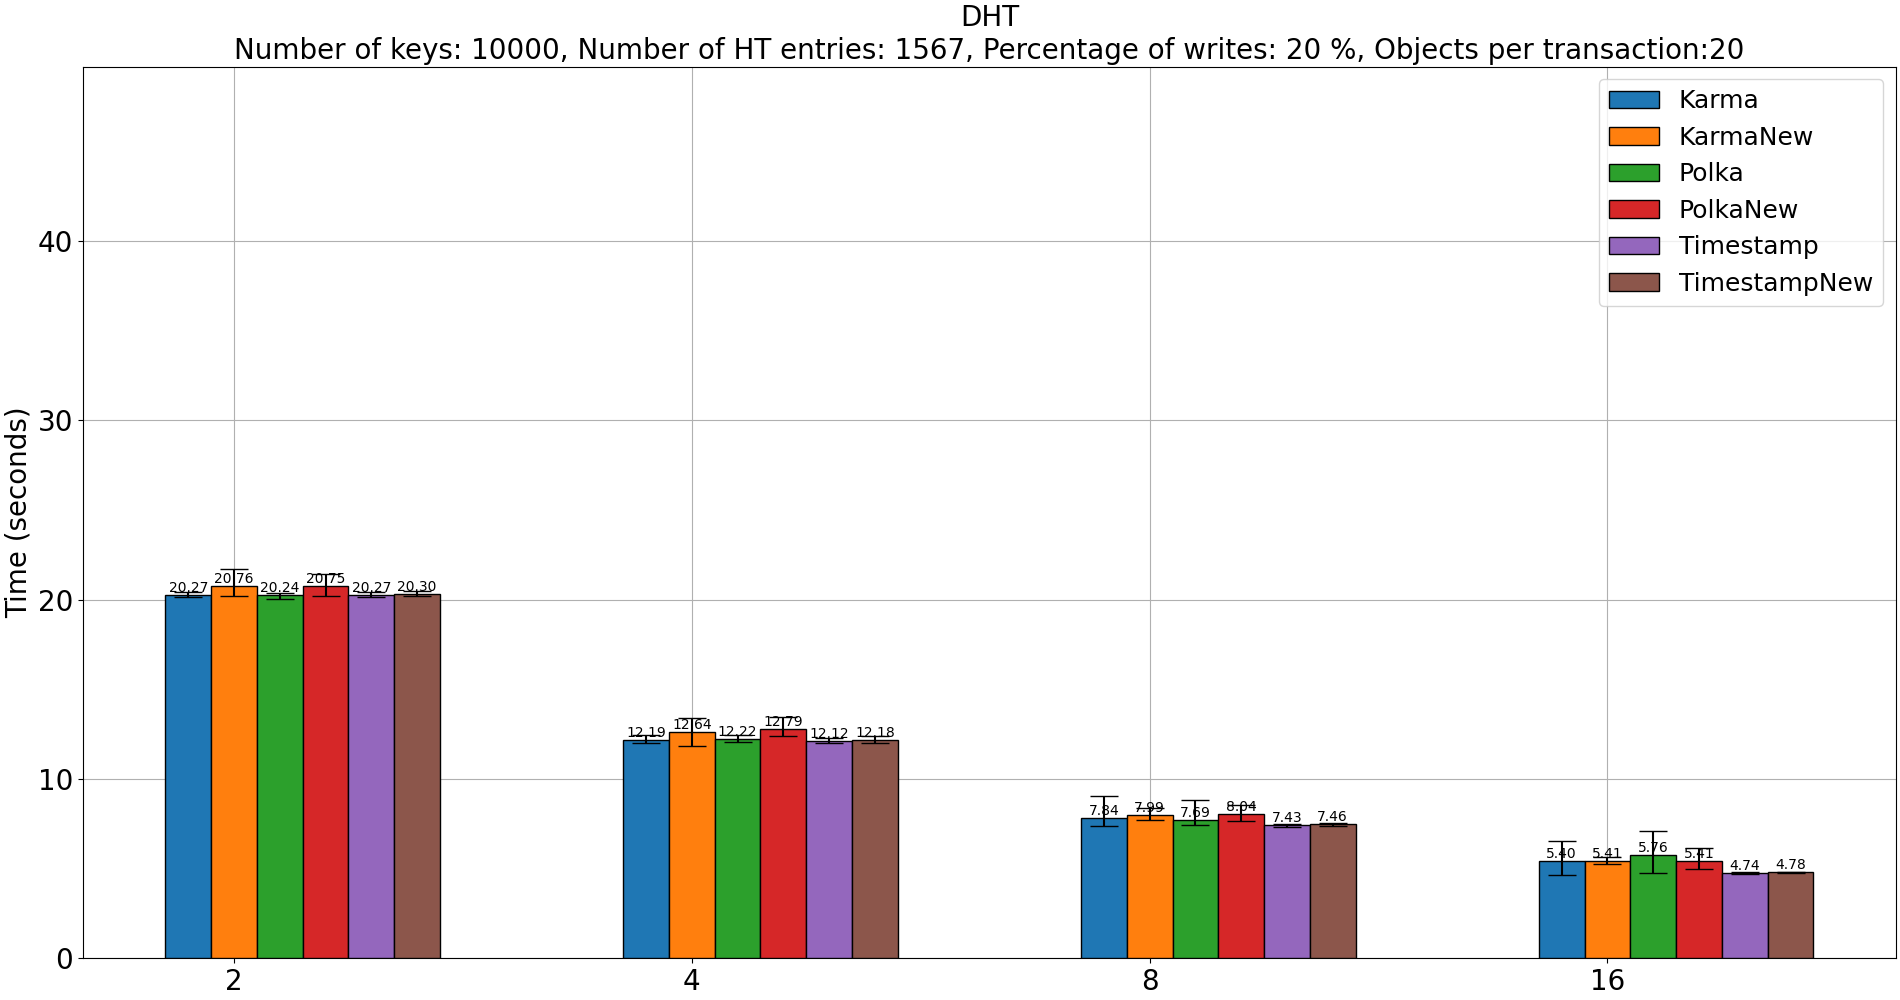 DHT
Number of keys: 10000, Number of HT entries: 1567, Percentage of writes: 20 %, Objects per transaction:20
Karma
KarmaNew
Polka
PolkaNew
Timestamp
TimestampNew
Time (seconds)
40
30
20
10
0
20.27 20.76 20.24 20.75 20.27 20.30
12.19 12.64 12.22 12.79 12.12 12.18
7.84 7.99 7.69 8.04 7.43 7.46
5.40 5.41 5.76 5.41 4.74 4.78
2 4 8 16